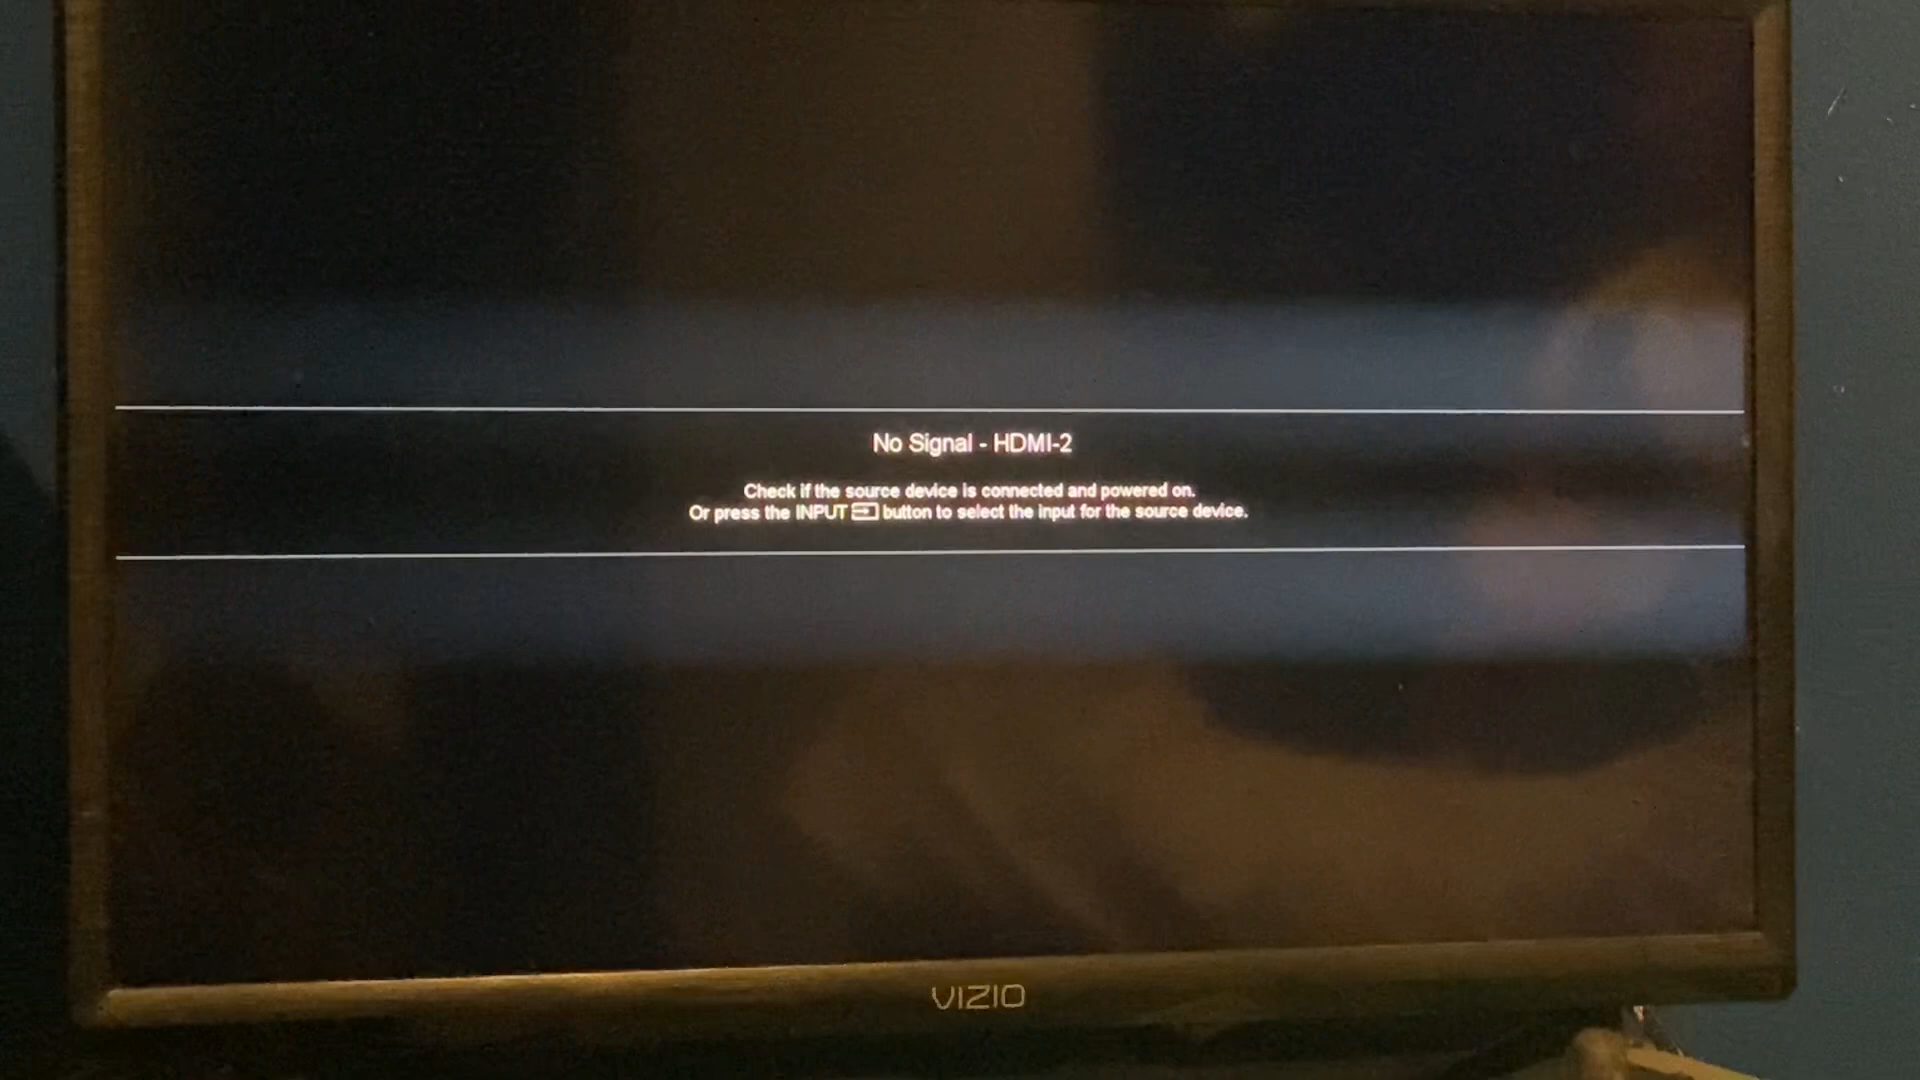 No Signal - HDMI-2
Check if the source device is connected and powered on.
Or press the INPUT button to select the input for the source device.
VIZIO